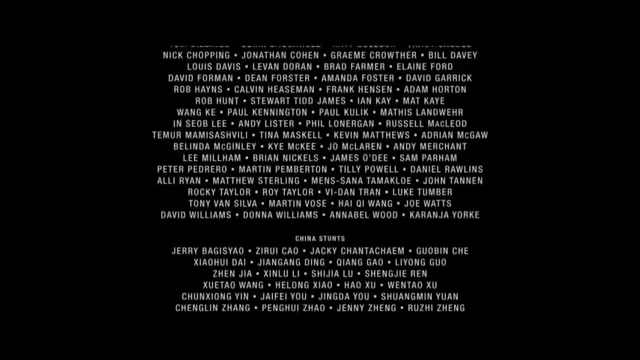 NICK CHOPPING • JONATHAN COHEN • GRAEME CROWTHER • BILL DAVEY
LOUIS DAVIS • LEVAN DORAN • BRAD FARMER • ELAINE FORD
DAVID FORMAN • DEAN FORSTER • AMANDA FOSTER • DAVID GARRICK
ROB HAYNS • CALVIN HEASEMAN • FRANK HENSEN • ADAM HORTON
ROB HUNT • STEWART TIDD JAMES • IAN KAY • MAT KAYE
WANG KE • PAUL KENNINGTON • PAUL KULIK • MATHIS LANDWEHR
IN SEOB LEE • ANDY LISTER • PHIL LONERGAN • RUSSELL MacLEOD
TEMUR MAMISASHVILI • TINA MASKELL • KEVIN MATTHEWS • ADRIAN McGAW
BELINDA McGINLEY • KYE McKEE • JO McLAREN • ANDY MERCHANT
LEE MILLHAM • BRIAN NICKELS • JAMES O'DEE • SAM PARHAM
PETER PEDRERO • MARTIN PEMBERTON • TILLY POWELL • DANIEL RAWLINS
ALLI RYAN • MATTHEW STERLING • MENS-SANA TAMAKLOE • JOHN TANNEN
ROCKY TAYLOR • ROY TAYLOR • VI-DAN TRAN • LUKE TUMBER
TONY VAN SILVA • MARTIN VOSE • HAI QI WANG • JOE WATTS
DAVID WILLIAMS • DONNA WILLIAMS • ANNABEL WOOD • KARANJA YORKE
CHINA STUNTS
JERRY BAGISYAO • ZIRUI CAO • JACKY CHANTACHAEM • GUOBIN CHE
XIAOHUI DAI • JIANGANG DING • QIANG GAO • LIYONG GUO
ZHEN JIA • XINLU LI • SHIJIA LU • SHENGJIE REN
XUETAO WANG • HELONG XIAO • HAO XU • WENTAO XU
CHUNXIONG YIN • JAIFEI YOU • JINGDA YOU • SHUANGMIN YUAN
CHENGLIN ZHANG • PENGHUI ZHAO • JENNY ZHENG • RUZHI ZHENG